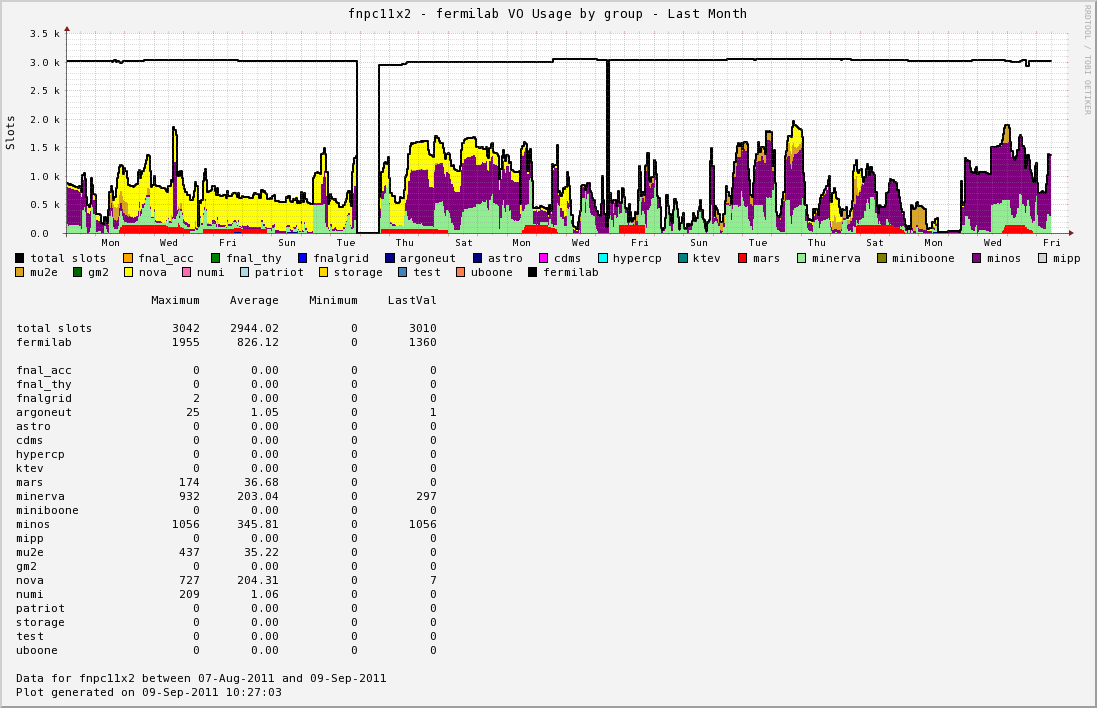 fnpc11x2 - fermilab VO Usage by group - Last Month
RRDTOOL / TOBI OETIKER
Slots
3.5 k
3.0 k
2.5 k
2.0 k
1.5 k
1.0 k
0.5 k
0.0
Mon Wed Fri Sun Tue Thu Sat Mon Wed Fri Sun Tue Thu Sat Mon Wed Fri
total slots fnal_acc fnal_thy fnalgrid argoneut astro cdms hypercp ktev mars minerva miniboone minos mipp
mu2e gm2 nova numi patriot storage test uboone fermilab
Maximum Average Minimum LastVal
total slots 3042 2944.02 0 3010
fermilab 1955 826.12 0 1360
fnal_acc 0 0.00 0 0
fnal_thy 0 0.00 0 0
fnalgrid 2 0.00 0 0
argoneut 25 1.05 0 1
astro 0 0.00 0 0
cdms 0 0.00 0 0
hypercp 0 0.00 0 0
ktev 0 0.00 0 0
mars 174 36.68 0 0
minerva 932 203.04 0 297
miniboone 0 0.00 0 0
minos 1056 345.81 0 1056
mipp 0 0.00 0 0
mu2e 437 35.22 0 0
gm2 0 0.00 0 0
nova 727 204.31 0 7
numi 209 1.06 0 0
patriot 0 0.00 0 0
storage 0 0.00 0 0
test 0 0.00 0 0
uboone 0 0.00 0 0
Data for fnpc11x2 between 07-Aug-2011 and 09-Sep-2011
Plot generated on 09-Sep-2011 10:27:03